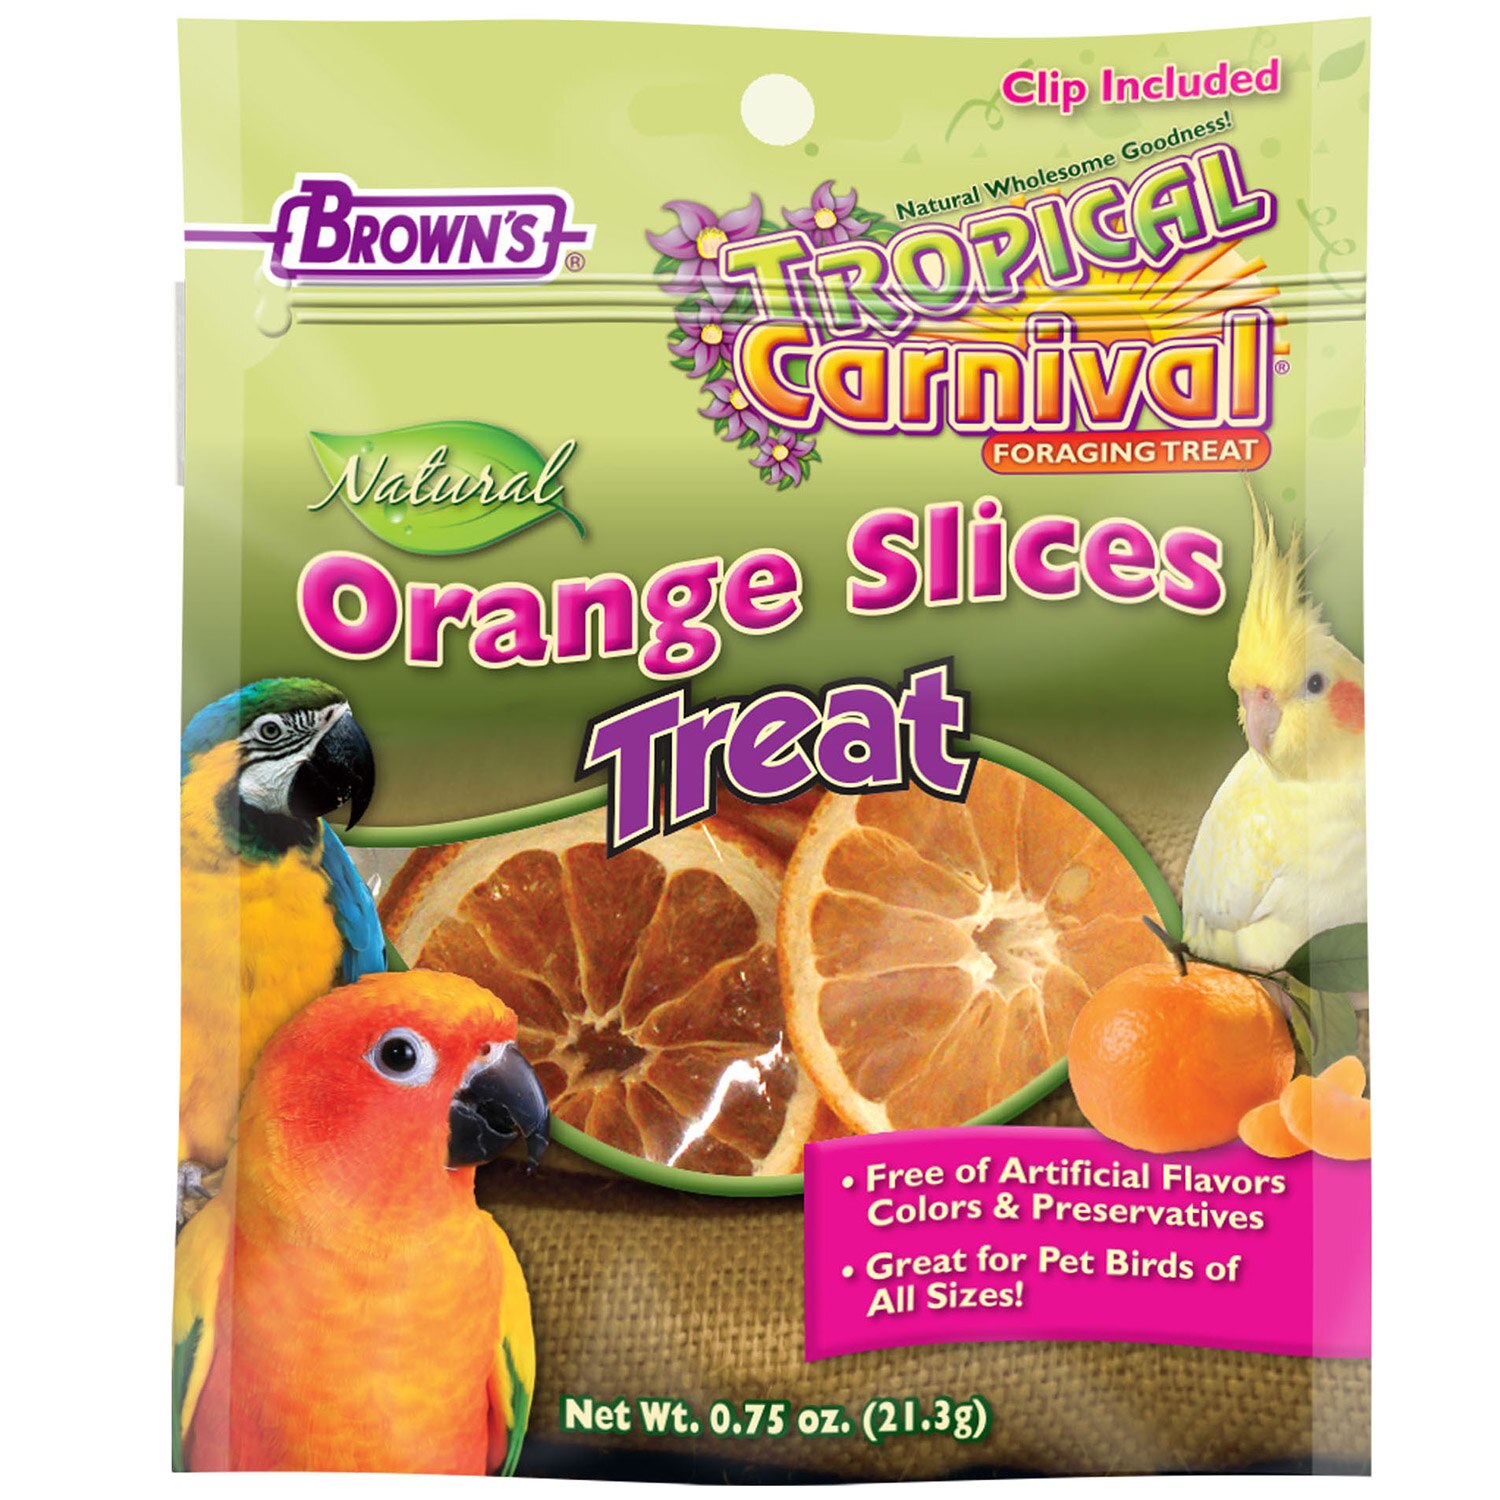 Clip Included
BROWN'S®
Natural Wholesome Goodness!
TROPICAL
Carnival®
FORAGING TREAT
Natural
Orange Slices
Treat
• Free of Artificial Flavors
Colors & Preservatives
• Great for Pet Birds of
All Sizes!
Net Wt. 0.75 oz. (21.3g)